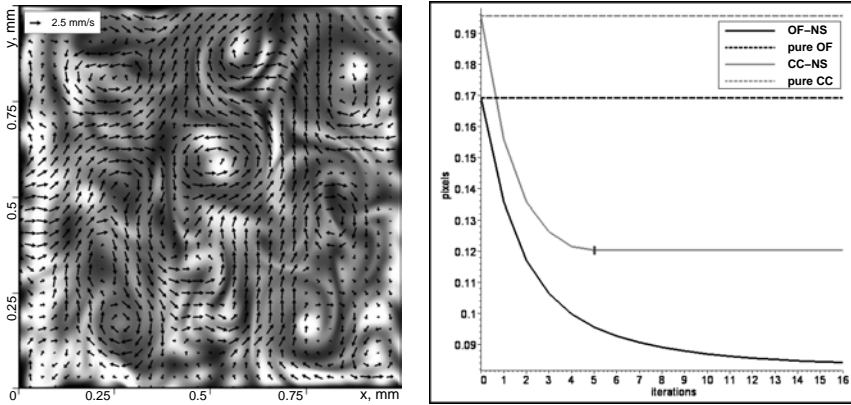 y, mm
2.5 mm/s
0.75
0.5
0.25
0
0.25
0.5
0.75
x, mm
OF−NS
pure OF
CC−NS
pure CC
pixels
0.19
0.18
0.17
0.16
0.15
0.14
0.13
0.12
0.11
0.1
0.09
0 1 2 3 4 5 6 7 8 9 10 11 12 13 14 15 16
iterations